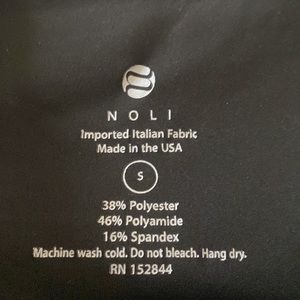 NOLI
Imported Italian Fabric
Made in the USA
S
38% Polyester
46% Polyamide
16% Spandex
Machine wash cold. Do not bleach. Hang dry.
RN 152844